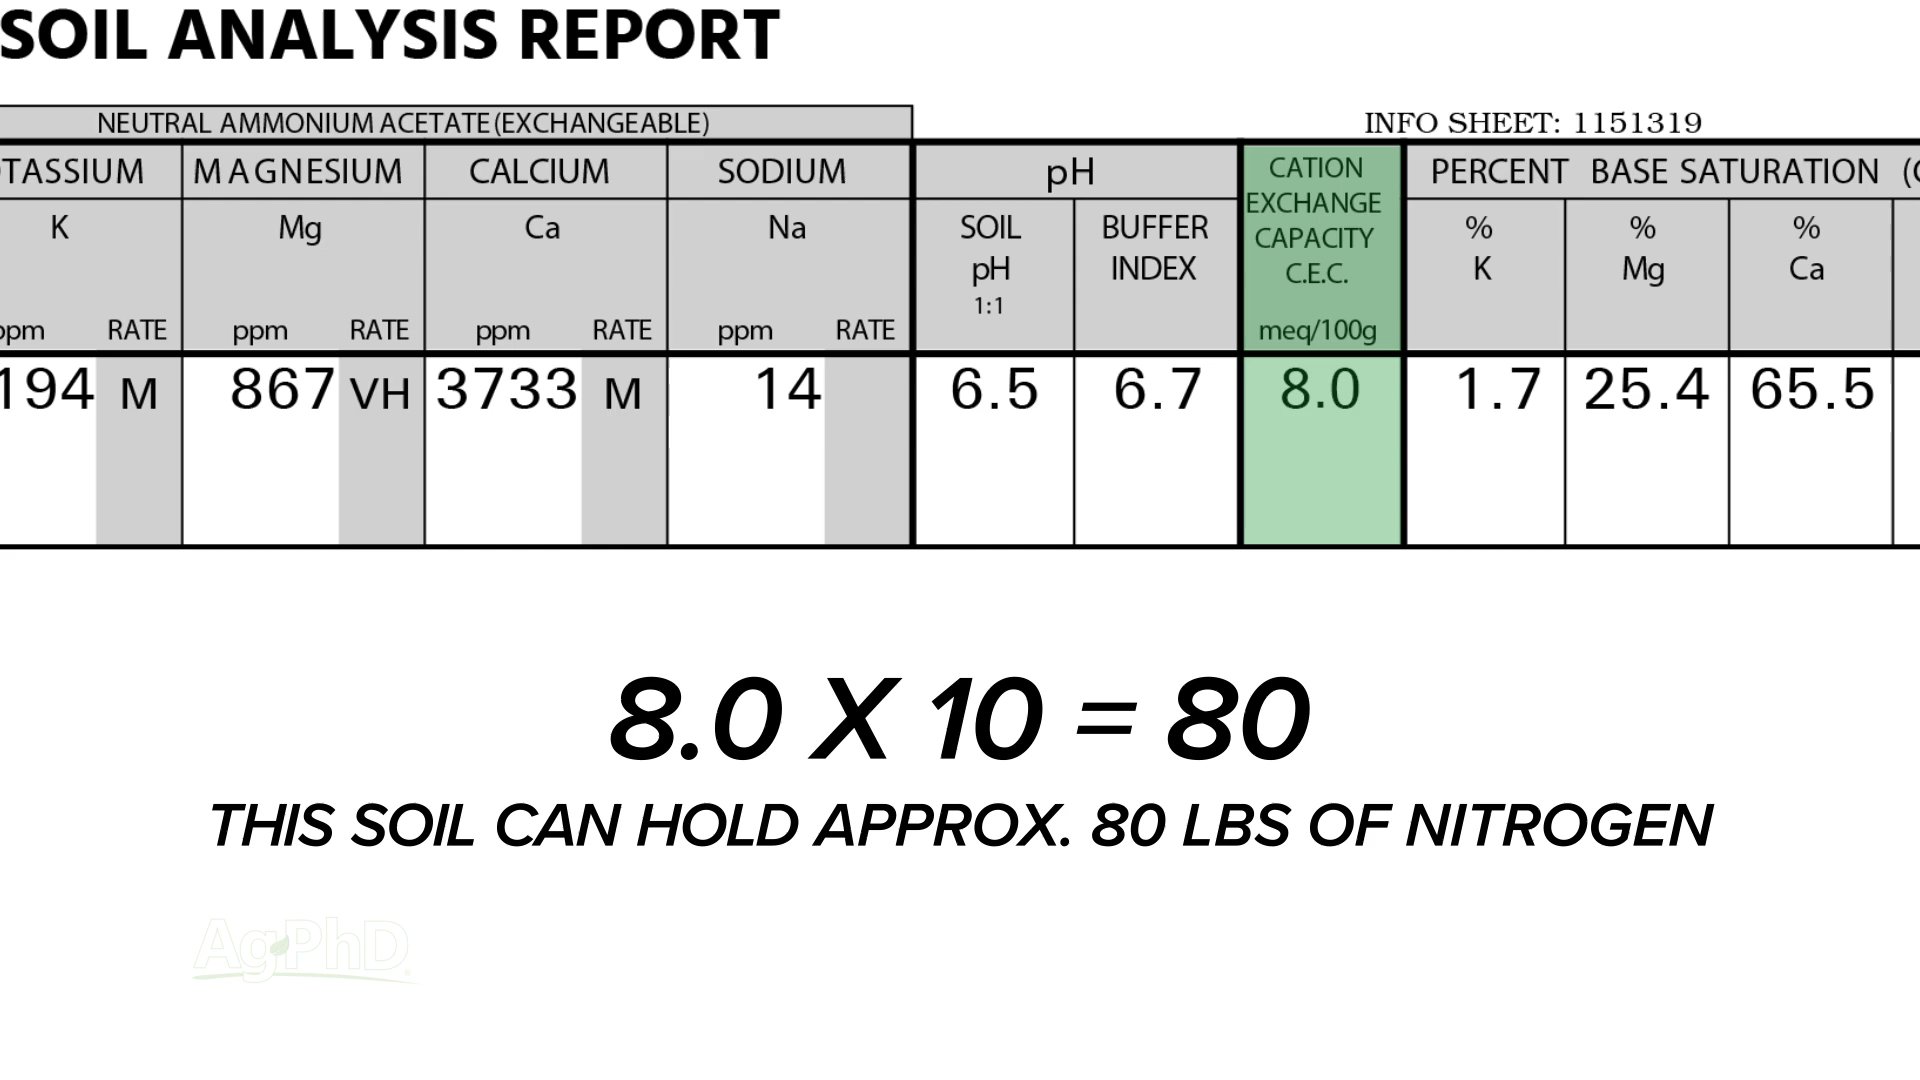 SOIL ANALYSIS REPORT
NEUTRAL AMMONIUM ACETATE (EXCHANGEABLE)
INFO SHEET: 1151319
TASSIUM MAGNESIUM CALCIUM SODIUM pH CATION EXCHANGE CAPACITY C.E.C. PERCENT BASE SATURATION (
K Mg Ca Na SOIL pH 1:1 BUFFER INDEX % K % Mg % Ca
ppm RATE ppm RATE ppm RATE ppm RATE meq/100g
194 M 867 VH 3733 M 14 6.5 6.7 8.0 1.7 25.4 65.5
8.0 X 10 = 80
THIS SOIL CAN HOLD APPROX. 80 LBS OF NITROGEN
AgPhD